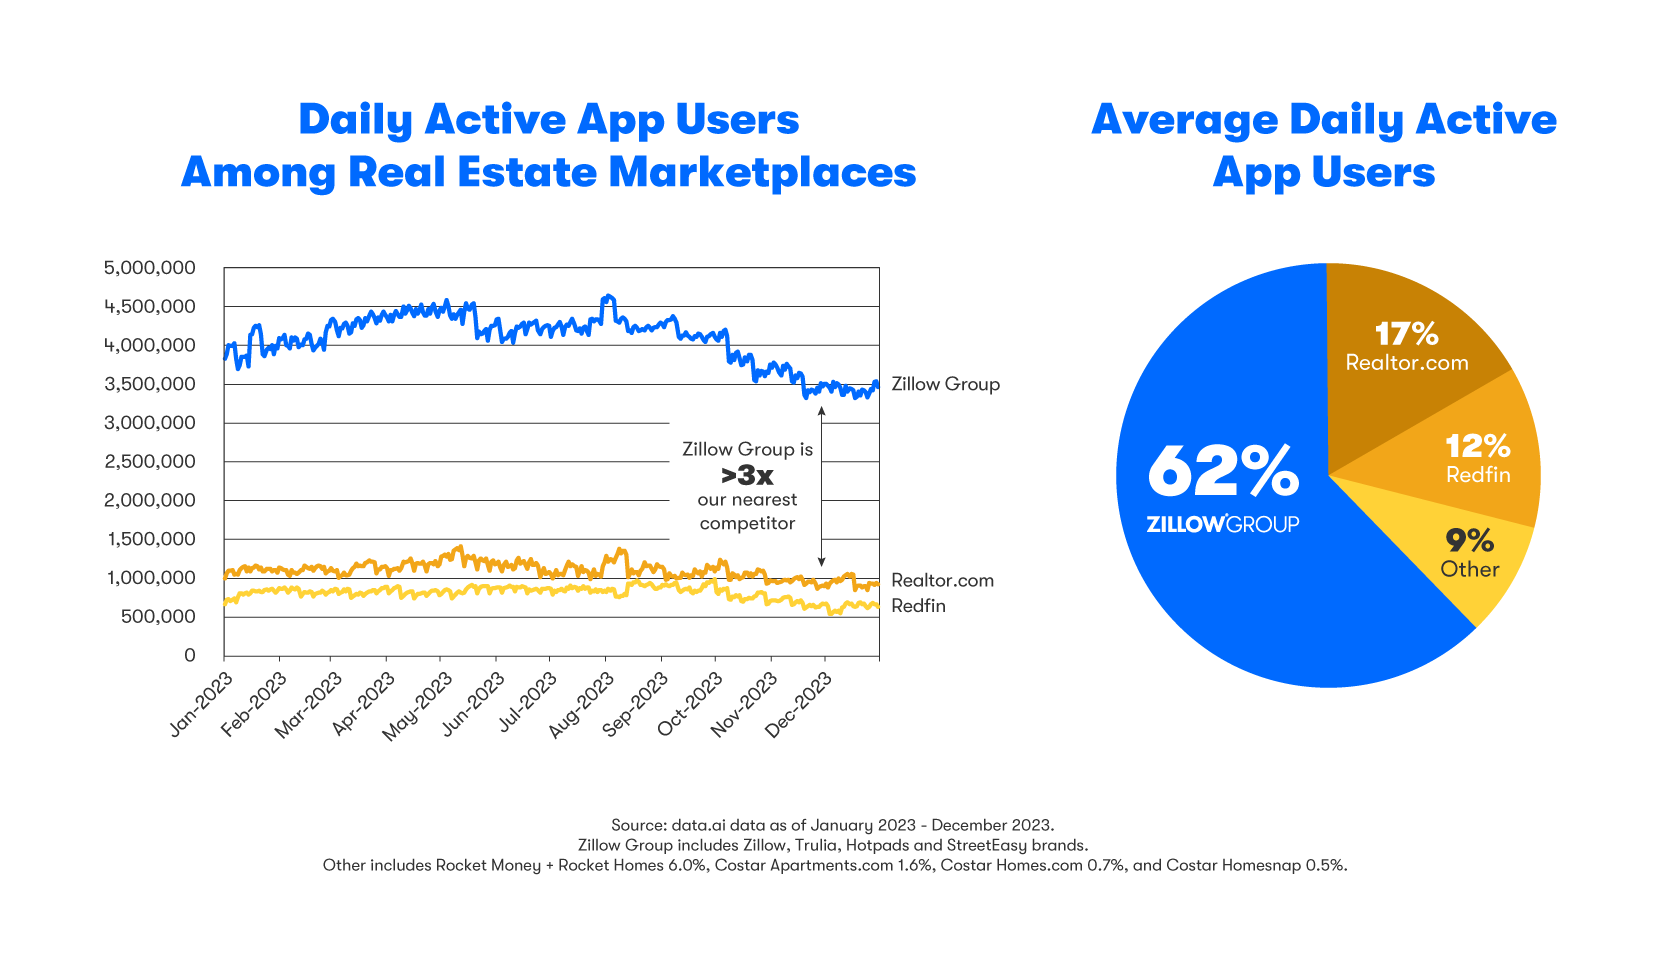 Daily Active App Users
Among Real Estate Marketplaces
5,000,000
4,500,000
4,000,000
3,500,000
3,000,000
2,500,000
2,000,000
1,500,000
1,000,000
500,000
0
Jan-2023
Feb-2023
Mar-2023
Apr-2023
May-2023
Jun-2023
Jul-2023
Aug-2023
Sep-2023
Oct-2023
Nov-2023
Dec-2023
Zillow Group
Zillow Group is
>3x
our nearest
competitor
Realtor.com
Redfin
Average Daily Active
App Users
17%
Realtor.com
12%
Redfin
9%
Other
62%
ZILLOW GROUP
Source: data.ai data as of January 2023 - December 2023.
Zillow Group includes Zillow, Trulia, Hotpads and StreetEasy brands.
Other includes Rocket Money + Rocket Homes 6.0%, Costar Apartments.com 1.6%, Costar Homes.com 0.7%, and Costar Homesnap 0.5%.